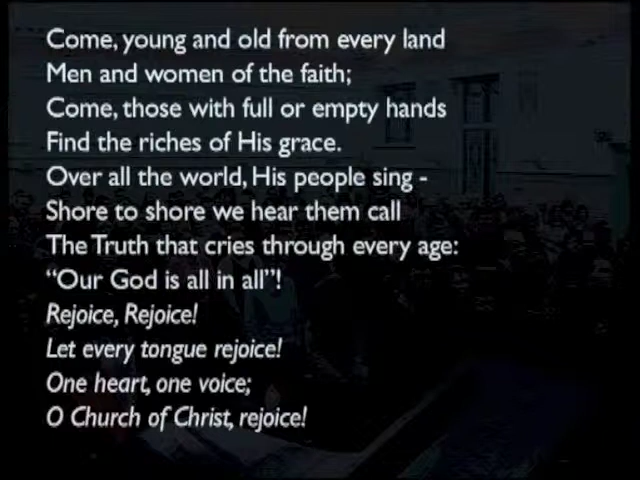 Come, young and old from every land
Men and women of the faith;
Come, those with full or empty hands
Find the riches of His grace.
Over all the world, His people sing -
Shore to shore we hear them call
The Truth that cries through every age:
“Our God is all in all”!
Rejoice, Rejoice!
Let every tongue rejoice!
One heart, one voice;
O Church of Christ, rejoice!